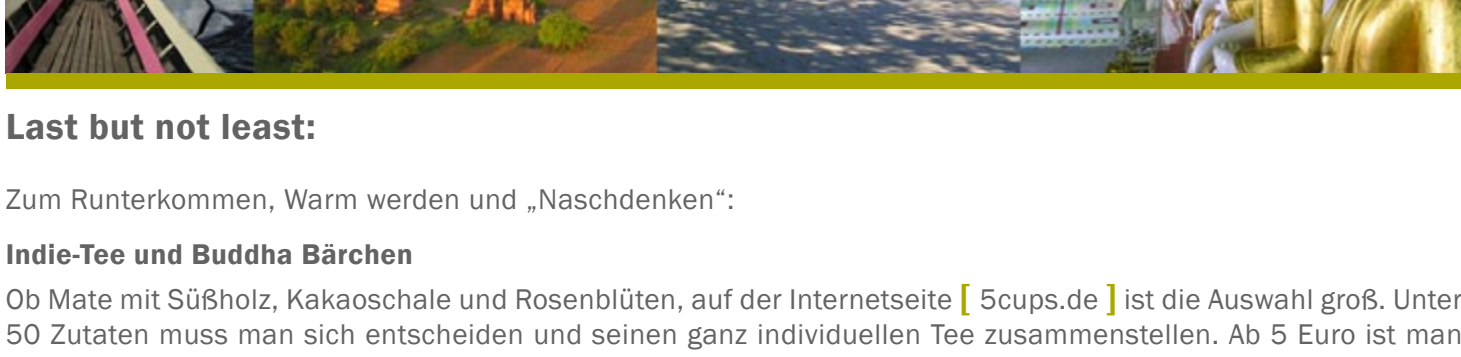 Last but not least:
Zum Runterkommen, Warm werden und „Naschdenken“:
Indie-Tee und Buddha Bärchen
Ob Mate mit Süßholz, Kakaoschale und Rosenblüten, auf der Internetseite [ 5cups.de ] ist die Auswahl groß. Unter
50 Zutaten muss man sich entscheiden und seinen ganz individuellen Tee zusammenstellen. Ab 5 Euro ist man